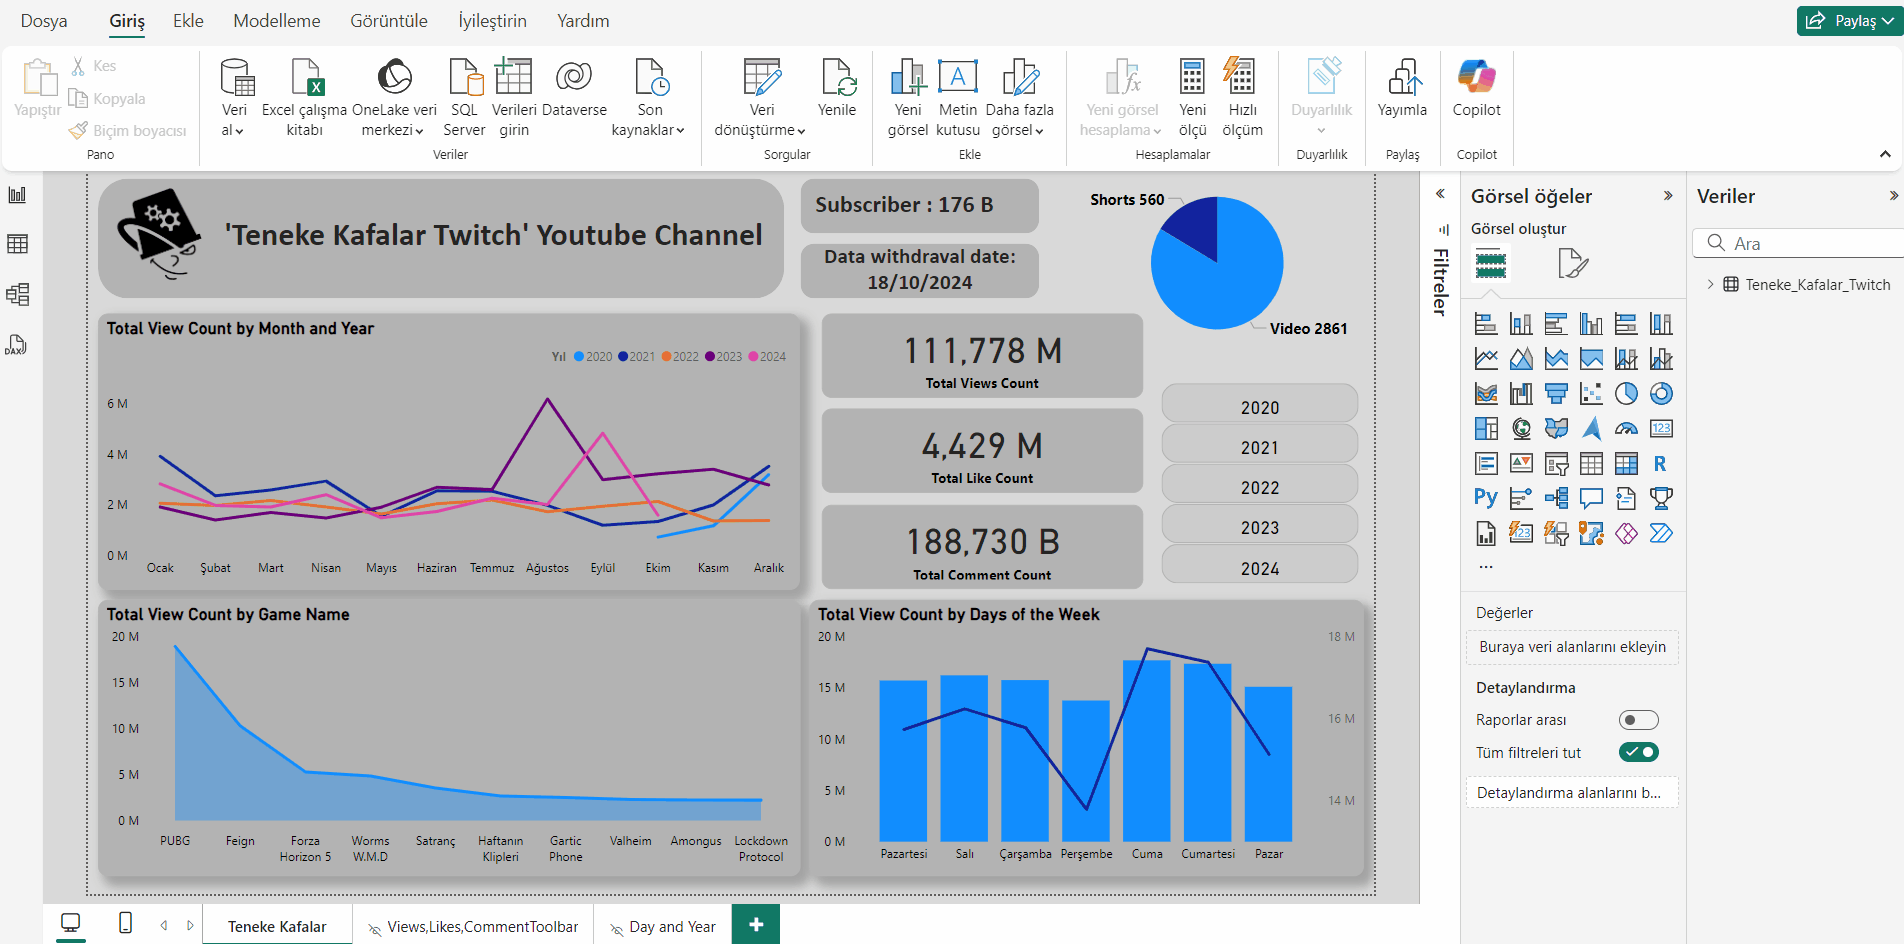 Dosya
Giriş
Ekle
Modelleme
Görüntüle
İyileştirin
Yardım
Paylaş
Yapıştır
Kes
Kopyala
Biçim boyacısı
Pano
Veri al
Excel çalışma kitabı
OneLake veri merkezi
SQL Server
Verileri girin
Dataverse
Son kaynaklar
Veriler
Veri dönüştürme
Yenile
Sorgular
Yeni görsel
Metin kutusu
Daha fazla görsel
Ekle
Yeni görsel hesaplama
Yeni ölçü
Hızlı ölçüm
Hesaplamalar
Duyarlılık
Duyarlılık
Yayımla
Paylaş
Copilot
Copilot
'Teneke Kafalar Twitch' Youtube Channel
Subscriber : 176 B
Data withdraval date:
18/10/2024
Shorts 560
Video 2861
Total View Count by Month and Year
Yıl 2020 2021 2022 2023 2024
6 M
4 M
2 M
0 M
Ocak Şubat Mart Nisan Mayıs Haziran Temmuz Ağustos Eylül Ekim Kasım Aralık
111,778 M
Total Views Count
4,429 M
Total Like Count
188,730 B
Total Comment Count
2020
2021
2022
2023
2024
Total View Count by Game Name
20 M
15 M
10 M
5 M
0 M
PUBG Feign Forza Horizon 5 Worms W.M.D Satranç Haftanın Klipleri Gartic Phone Valheim Amongus Lockdown Protocol
Total View Count by Days of the Week
20 M
15 M
10 M
5 M
0 M
18 M
16 M
14 M
Pazartesi Salı Çarşamba Perşembe Cuma Cumartesi Pazar
Filtreler
Görsel öğeler
Görsel oluştur
123
R
Py
123
...
Değerler
Buraya veri alanlarını ekleyin
Detaylandırma
Raporlar arası
Tüm filtreleri tut
Detaylandırma alanlarını b...
Veriler
Ara
Teneke_Kafalar_Twitch
DAX
Teneke Kafalar
Views,Likes,CommentToolbar
Day and Year
+